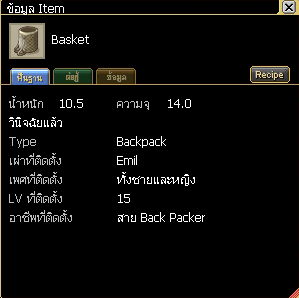 ข้อมูล Item
Basket
พื้นฐาน ต่อสู้ ข้อมูล Recipe
น้ำหนัก 10.5 ความจุ 14.0
วินิจฉัยแล้ว
Type Backpack
เผ่าที่ติดตั้ง Emil
เพศที่ติดตั้ง ทั้งชายและหญิง
LV ที่ติดตั้ง 15
อาชีพที่ติดตั้ง สาย Back Packer